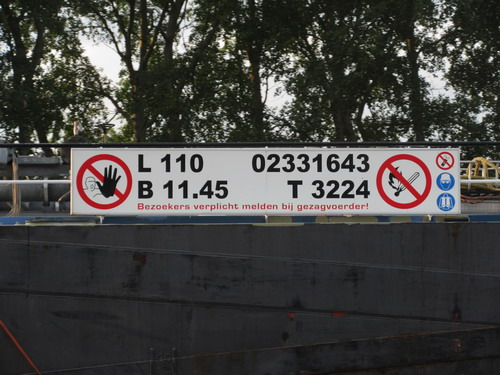 L 110 02331643
B 11.45 T 3224
Bezoekers verplicht melden bij gezagvoerder!